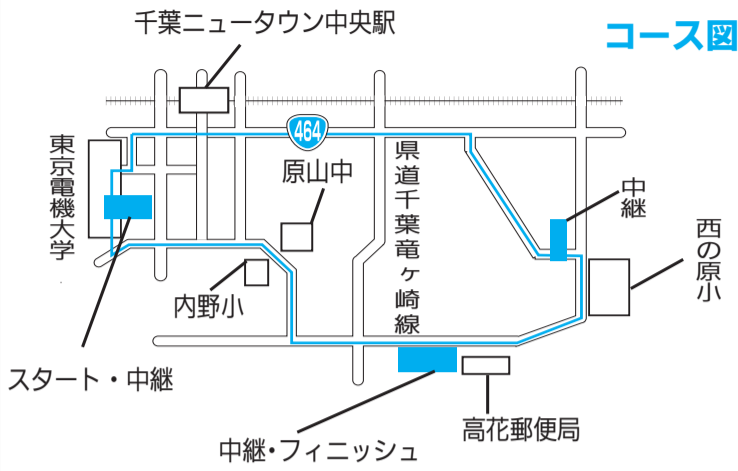 コース図
千葉ニュータウン中央駅
464
東京電機大学
原山中
県道千葉竜ヶ崎線
中継
西の原小
内野小
スタート・中継
高花郵便局
中継・フィニッシュ